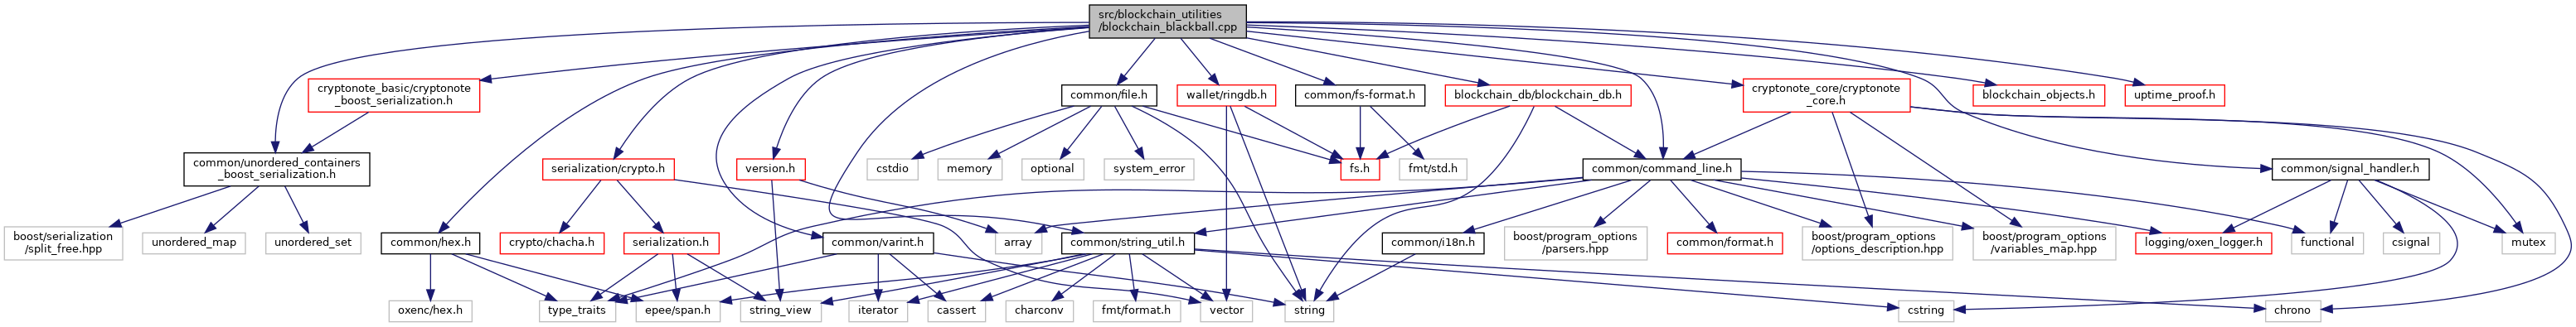 src/blockchain_utilities
/blockchain_blackball.cpp
cryptonote_basic/cryptonote
_boost_serialization.h
common/file.h
wallet/ringdb.h
common/fs-format.h
blockchain_db/blockchain_db.h
cryptonote_core/cryptonote
_core.h
blockchain_objects.h
uptime_proof.h
common/unordered_containers
_boost_serialization.h
serialization/crypto.h
version.h
cstdio
memory
optional
system_error
fs.h
fmt/std.h
common/command_line.h
common/signal_handler.h
boost/serialization
/split_free.hpp
unordered_map
unordered_set
common/hex.h
crypto/chacha.h
serialization.h
common/varint.h
array
common/string_util.h
common/i18n.h
boost/program_options
/parsers.hpp
common/format.h
boost/program_options
/options_description.hpp
boost/program_options
/variables_map.hpp
logging/oxen_logger.h
functional
csignal
mutex
oxenc/hex.h
type_traits
epee/span.h
string_view
iterator
cassert
charconv
fmt/format.h
vector
string
cstring
chrono